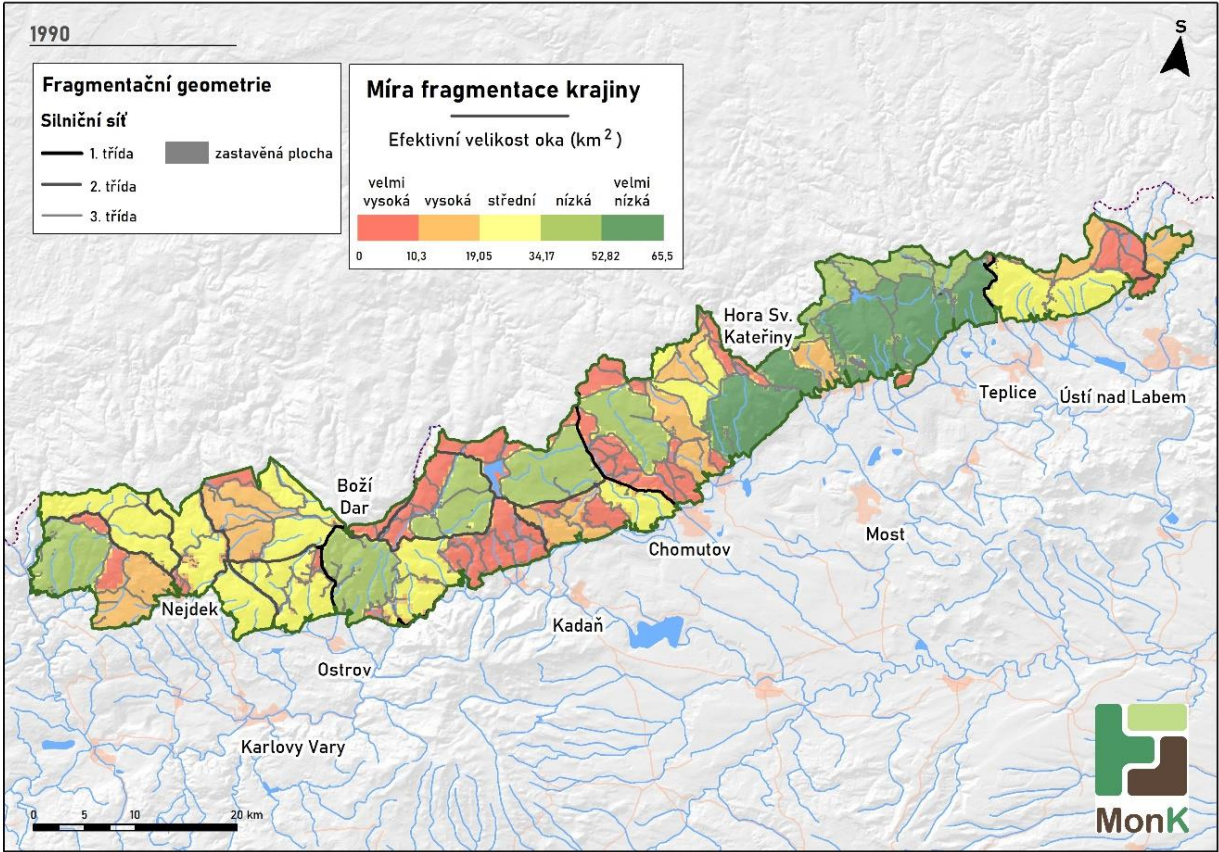 1990
S
Fragmentační geometrie
Silniční síť
1. třída
zastavěná plocha
2. třída
3. třída
Míra fragmentace krajiny
Efektivní velikost oka (km²)
velmi vysoká
vysoká
střední
nízká
velmi nízká
0 10,3 19,05 34,17 52,82 65,5
Hora Sv.
Kateřiny
Teplice
Ústí nad Labem
Boží
Dar
Most
Chomutov
Nejdek
Kadaň
Ostrov
Karlovy Vary
0 5 10 20 km
MonK